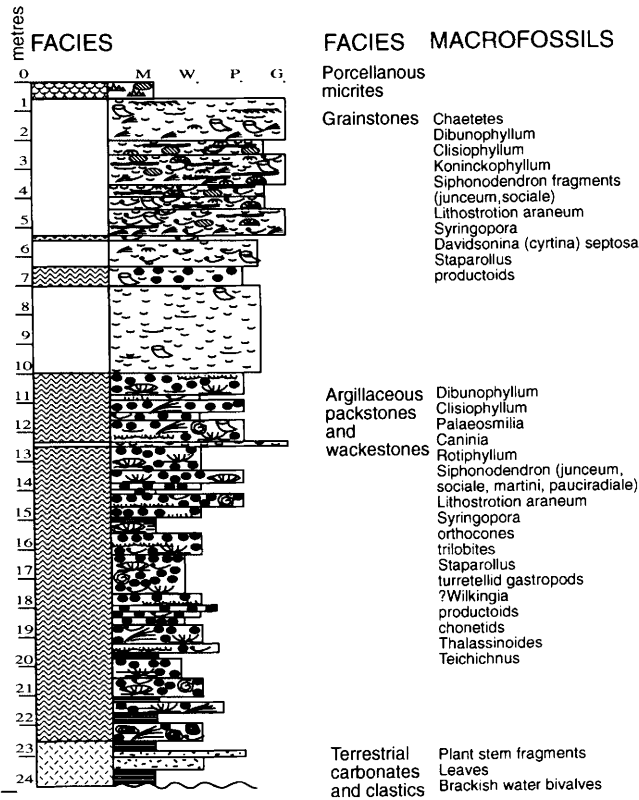 metres
FACIES
FACIES MACROFOSSILS
0 M W. P. G.
1
2
3
4
5
6
7
8
9
10
11
12
13
14
15
16
17
18
19
20
21
22
23
24
Porcellanous
micrites
Grainstones
Chaetetes
Dibunophyllum
Clisiophyllum
Koninckophyllum
Siphonodendron fragments
(junceum,sociale)
Lithostrotion araneum
Syringopora
Davidsonina (cyrtina) septosa
Staparollus
productoids
Argillaceous
packstones
and
wackestones
Dibunophyllum
Clisiophyllum
Palaeosmilia
Caninia
Rotiphyllum
Siphonodendron (junceum,
sociale, martini, pauciradiale)
Lithostrotion araneum
Syringopora
orthocones
trilobites
Staparollus
turretellid gastropods
?Wilkingia
productoids
chonetids
Thalassinoides
Teichichnus
Terrestrial
carbonates
and clastics
Plant stem fragments
Leaves
Brackish water bivalves